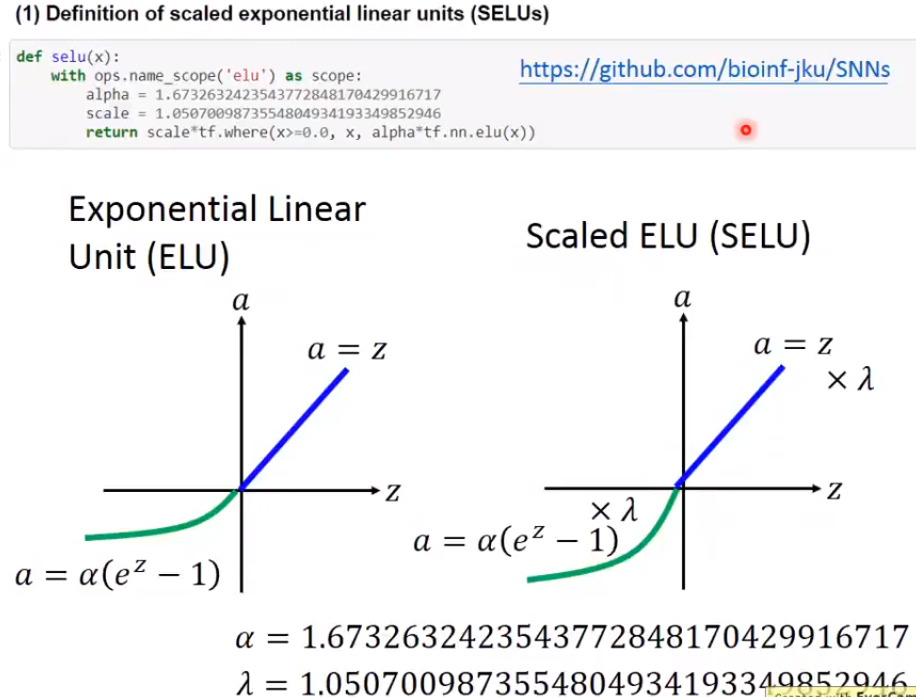 (1) Definition of scaled exponential linear units (SELUs)
def selu(x):
with ops.name_scope('elu') as scope:
alpha = 1.6732632423543772848170429916717
scale = 1.0507009873554804934193349852946
return scale*tf.where(x>=0.0, x, alpha*tf.nn.elu(x))
https://github.com/bioinf-jku/SNNs
Exponential Linear
Unit (ELU)
a
a = z
z
a = α(e^z − 1)
Scaled ELU (SELU)
a
a = z
× λ
z
× λ
a = α(e^z − 1)
α = 1.6732632423543772848170429916717
λ = 1.0507009873554804934193349852946